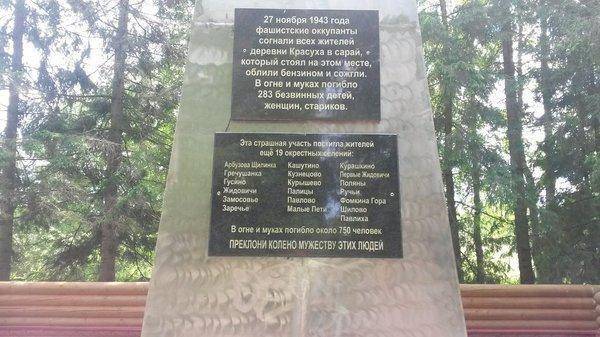 27 ноября 1943 года
фашистские оккупанты
согнали всех жителей
деревни Красуха в сарай,
который стоял на этом месте,
облили бензином и сожгли.
В огне и муках погибло
283 безвинных детей,
женщин, стариков.
Эта страшная участь постигла жителей
ещё 19 окрестных селений:
Арбузова Щилинка Кашутино Курашкино
Гречушанка Кузнецово Первые Жидовичи
Гусино Курышево Поляны
Жидовичи Палицы Ручьи
Замосовье Павлово Фомкина Гора
Заречье Малые Пети Шилово
Павлиха
В огне и муках погибло около 750 человек
ПРЕКЛОНИ КОЛЕНО МУЖЕСТВУ ЭТИХ ЛЮДЕЙ